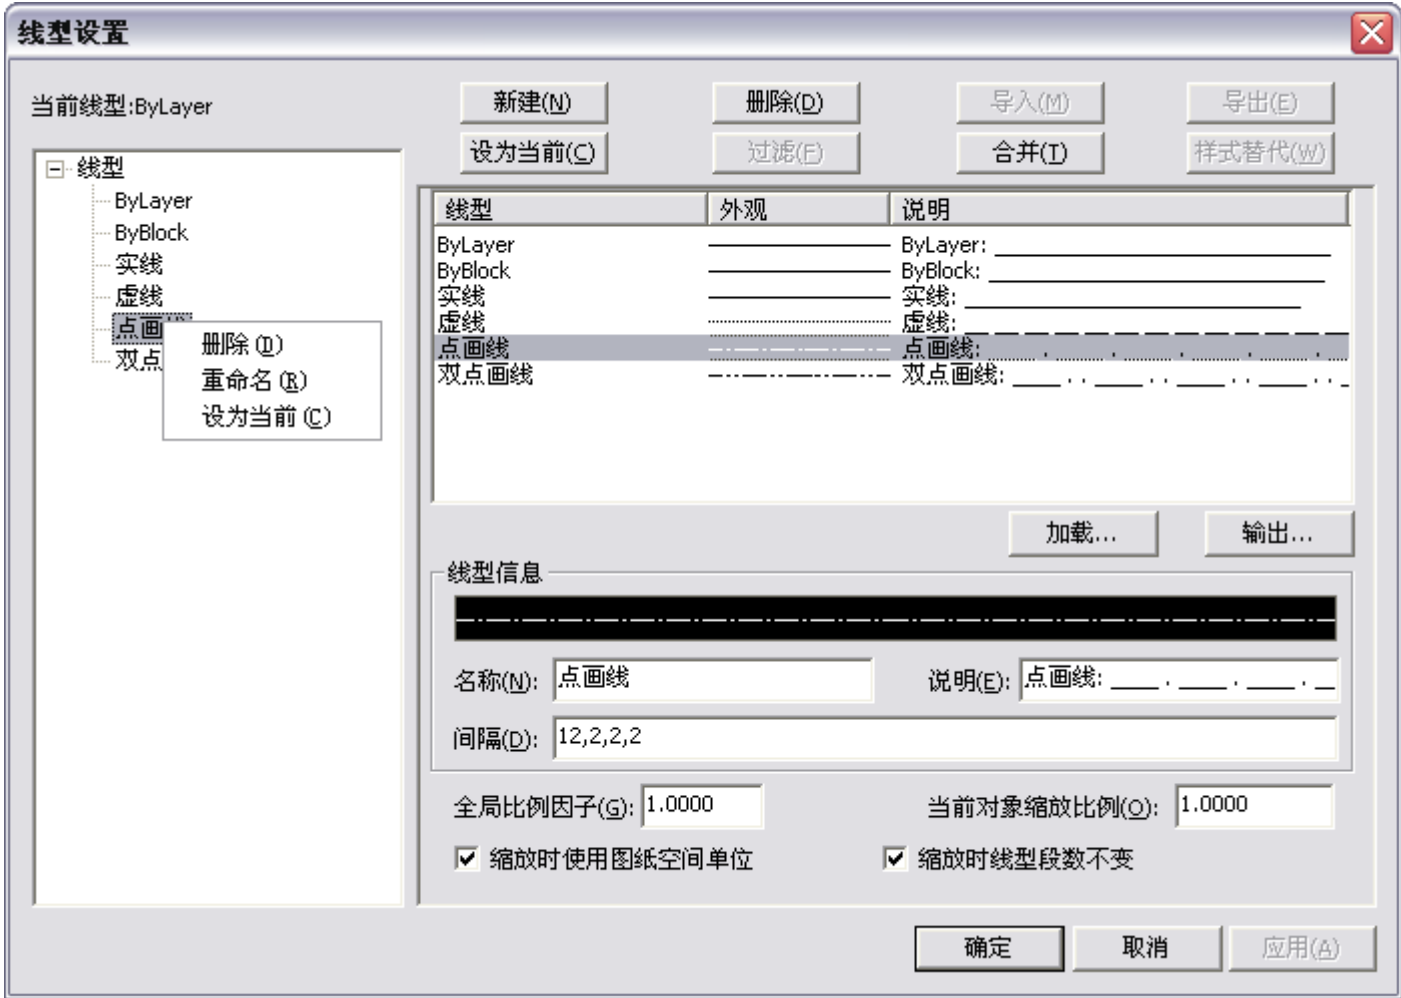 线型设置
当前线型:ByLayer
新建(N) 删除(D) 导入(M) 导出(E)
设为当前(C) 过滤(F) 合并(T) 样式替代(W)
线型
ByLayer
ByBlock
实线
虚线
点画
双点
删除(D)
重命名(R)
设为当前(C)
线型 外观 说明
ByLayer ByLayer:
ByBlock ByBlock:
实线 实线:
虚线 虚线:
点画线 点画线:
双点画线 双点画线:
加载... 输出...
线型信息
名称(N): 点画线 说明(E): 点画线: ___ . ___ . ___ . _
间隔(D): 12,2,2,2
全局比例因子(G): 1.0000 当前对象缩放比例(O): 1.0000
缩放时使用图纸空间单位 缩放时线型段数不变
确定 取消 应用(A)